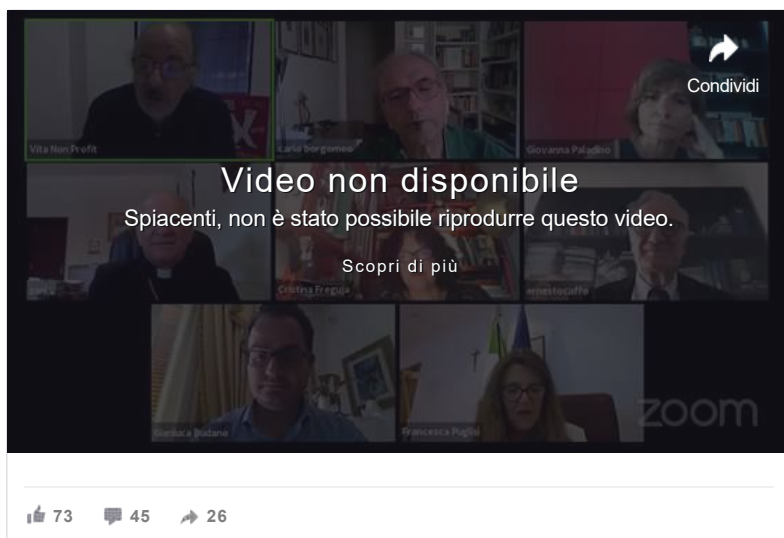 Condividi
Vita Non Profit
carlo borgomeo
Giovanna Paladino
Video non disponibile
Spiacenti, non è stato possibile riprodurre questo video.
Scopri di più
Cristina Freguja
ernestocaffo
Gianluca Budano
Francesca Puglisi
zoom
73 45 26